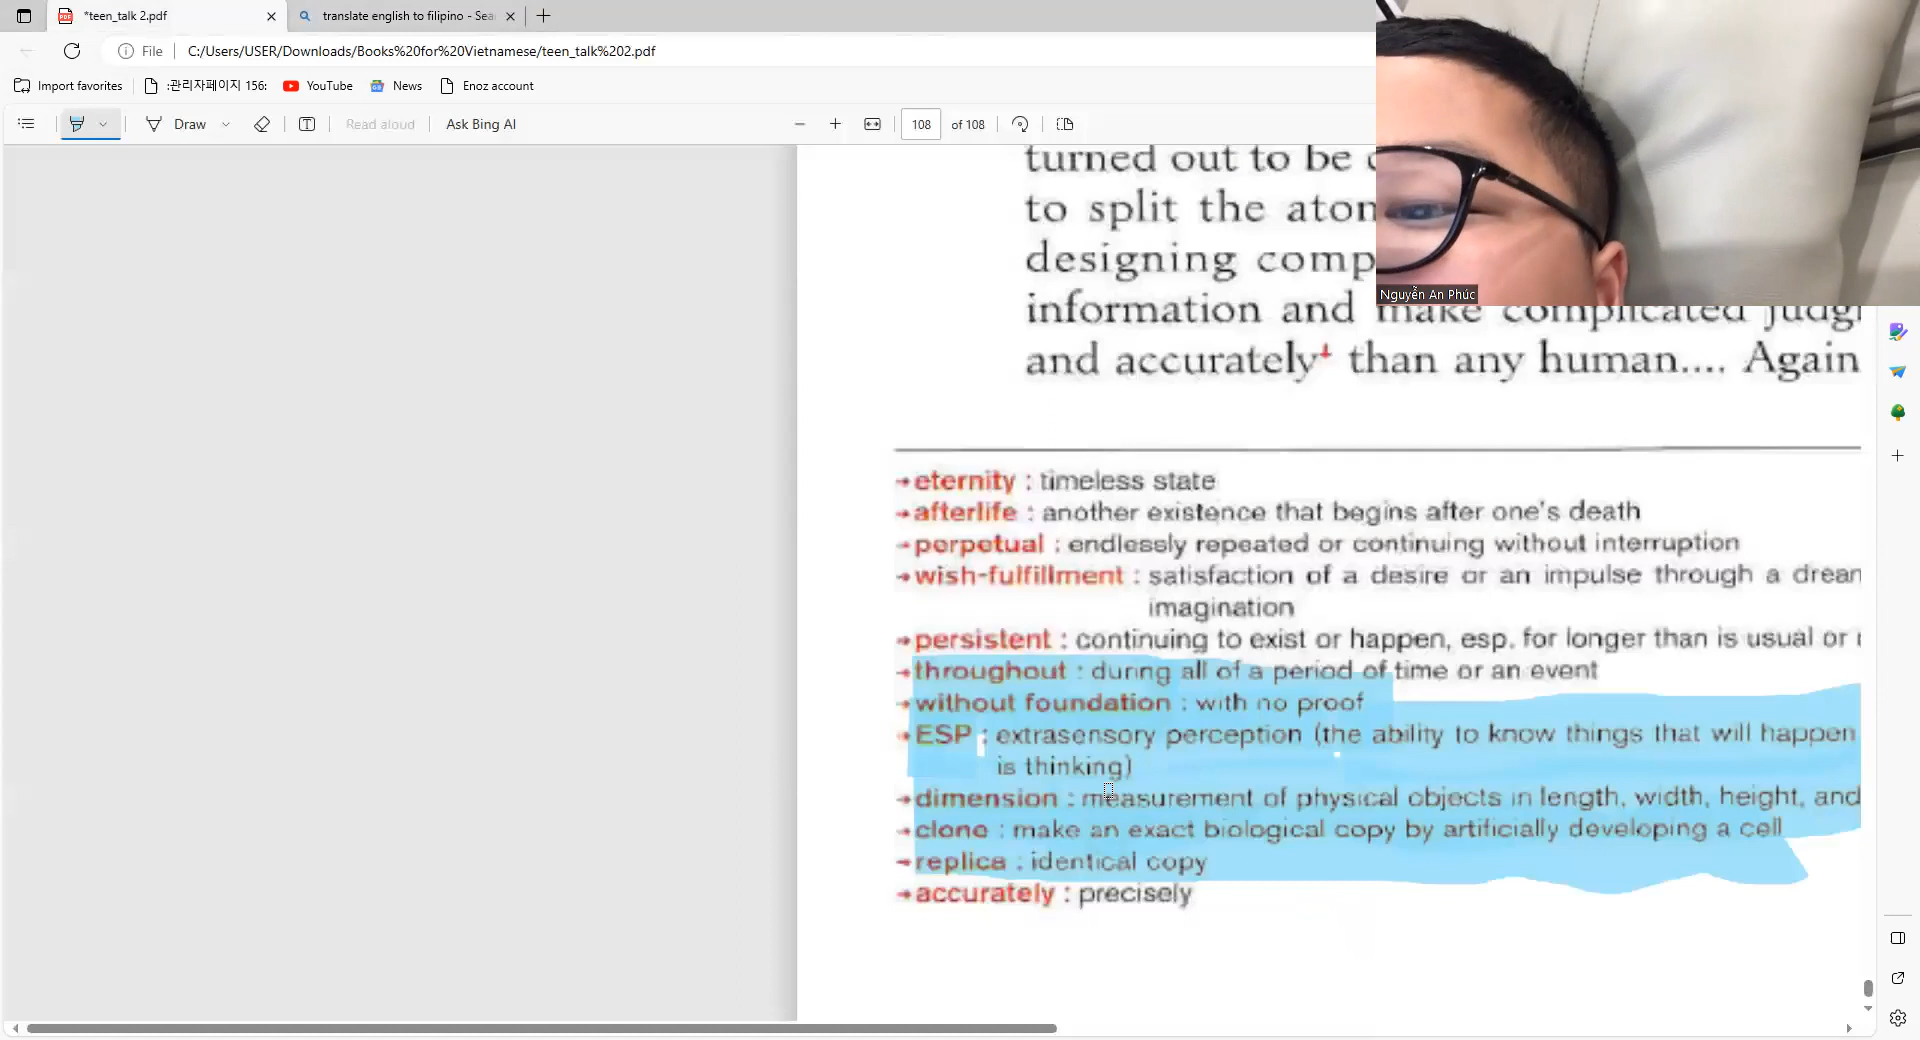 *teen_talk 2.pdf
translate english to filipino - Sea
File
C:/Users/USER/Downloads/Books%20for%20Vietnamese/teen_talk%202.pdf
Import favorites
:관리자페이지 156:
YouTube
News
Enoz account
Draw
Read aloud
Ask Bing AI
108
of 108
turned out to be
to split the atom
designing comp
Nguyễn An Phúc
information and make complicated judg
and accurately⁺ than any human.... Again
→eternity : timeless state
→afterlife : another existence that begins after one's death
→perpetual : endlessly repeated or continuing without interruption
→wish-fulfillment : satisfaction of a desire or an impulse through a drean
imagination
→persistent : continuing to exist or happen, esp. for longer than is usual or
→throughout : during all of a period of time or an event
→without foundation : with no proof
→ESP : extrasensory perception (the ability to know things that will happen
is thinking)
→dimension : measurement of physical objects in length, width, height, and
→clone : make an exact biological copy by artificially developing a cell
→replica : identical copy
→accurately : precisely